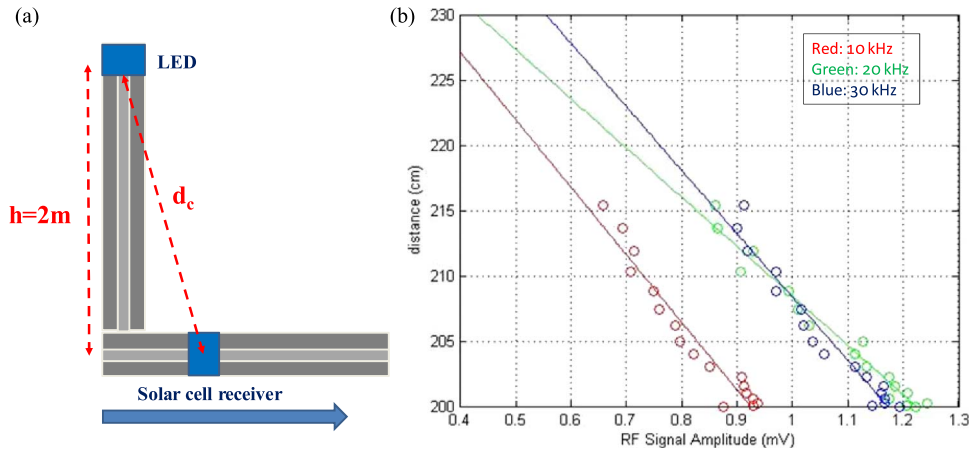 (a)
LED
h=2m
d_c
Solar cell receiver
(b)
230
225
220
215
210
205
200
distance (cm)
Red: 10 kHz
Green: 20 kHz
Blue: 30 kHz
0.4 0.5 0.6 0.7 0.8 0.9 1 1.1 1.2 1.3
RF Signal Amplitude (mV)